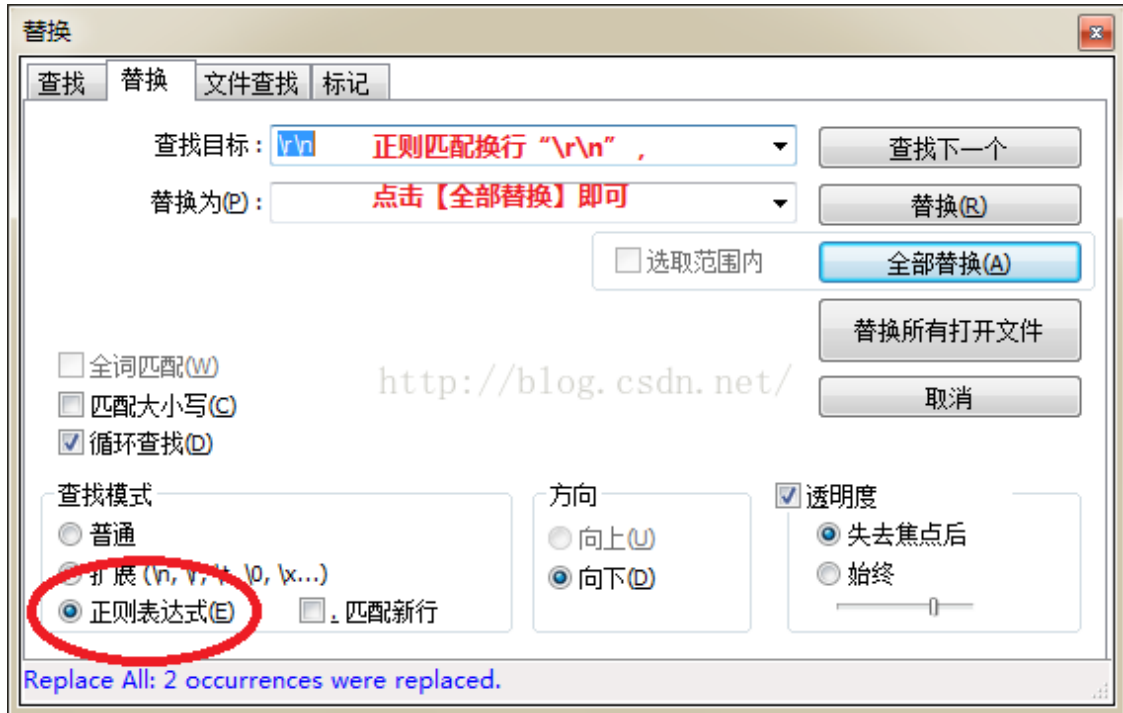 替换
查找 替换 文件查找 标记
查找目标： \r\n 正则匹配换行“\r\n”， 查找下一个
替换为(P)： 点击【全部替换】即可 替换(R)
选取范围内 全部替换(A)
替换所有打开文件
全词匹配(W)
http://blog.csdn.net/
取消
匹配大小写(C)
循环查找(D)
查找模式 方向 透明度
普通 向上(U) 失去焦点后
扩展 (\n, \r, \t, \0, \x...) 向下(D) 始终
正则表达式(E) . 匹配新行
Replace All: 2 occurrences were replaced.